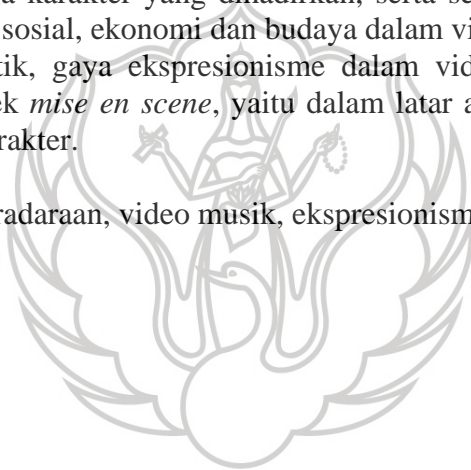 a karakter yang dihadirkan, serta se
sosial, ekonomi dan budaya dalam vi
tik, gaya ekspresionisme dalam vid
ek mise en scene, yaitu dalam latar a
rakter.
radaraan, video musik, ekspresionism